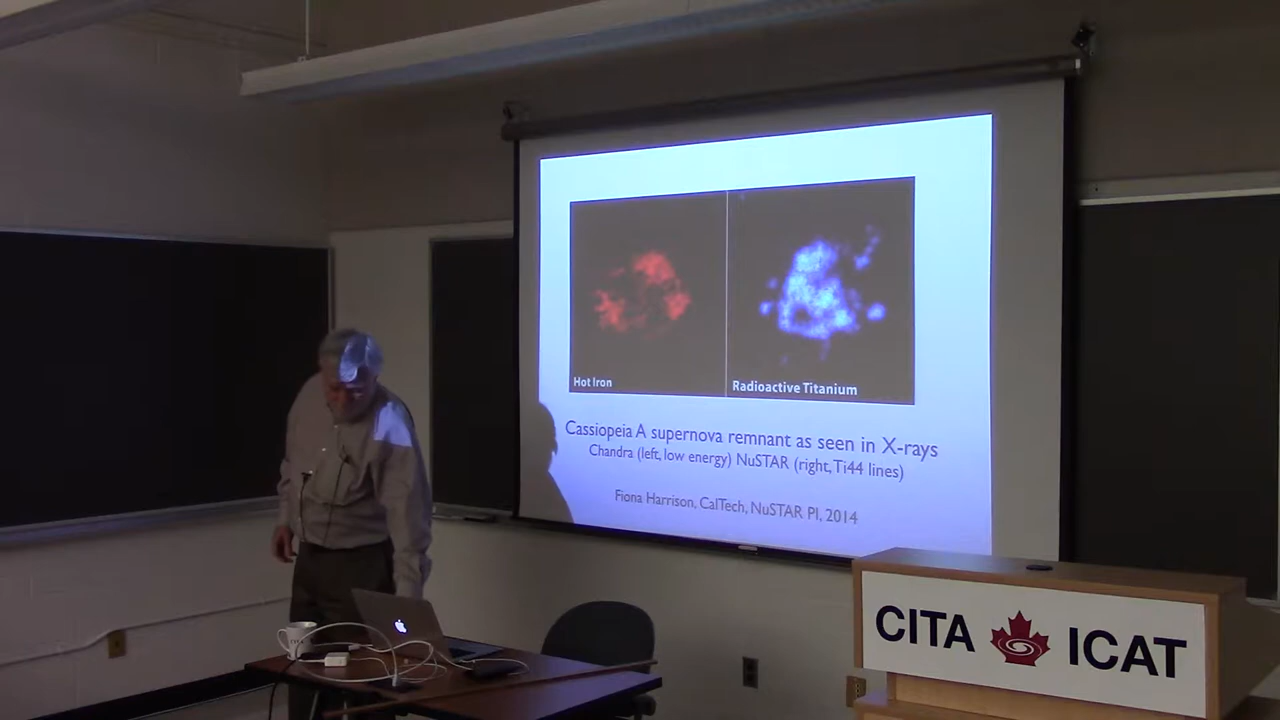 Hot Iron
Radioactive Titanium
Cassiopeia A supernova remnant as seen in X-rays
Chandra (left, low energy) NuSTAR (right, Ti44 lines)
Fiona Harrison, CalTech, NuSTAR PI, 2014
CITA ICAT